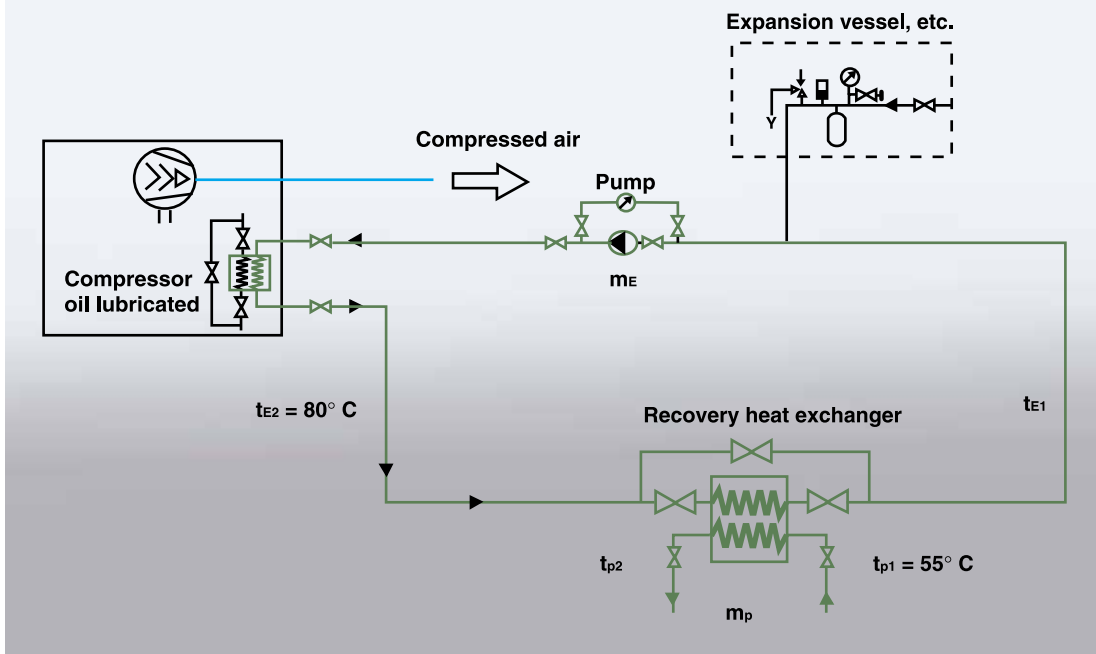 Expansion vessel, etc.
Y
Compressed air
Pump
Compressor
oil lubricated
mE
tE2 = 80° C
tE1
Recovery heat exchanger
tp2
tp1 = 55° C
mp